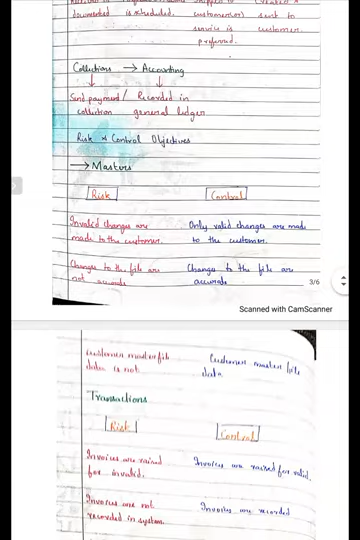 documented is scheduled. customer(or) sent to
service is customer.
preferred.
Collections → Accounting
Send payment/ Recorded in
collection general ledger
Risk & Control Objectives
→ Masters
Risk Control
Invalid changes are Only valid changes are made
made to the customer. to the customer.
Changes to the file are Changes to the file are
not accurate accurate
3/6
Scanned with CamScanner
customer master file Customer master file
data is not. data
Transactions
Risk Control
Invoices are raised Invoices are raised for valid.
for invalid.
Invoices are not Invoices are recorded
recorded in system.